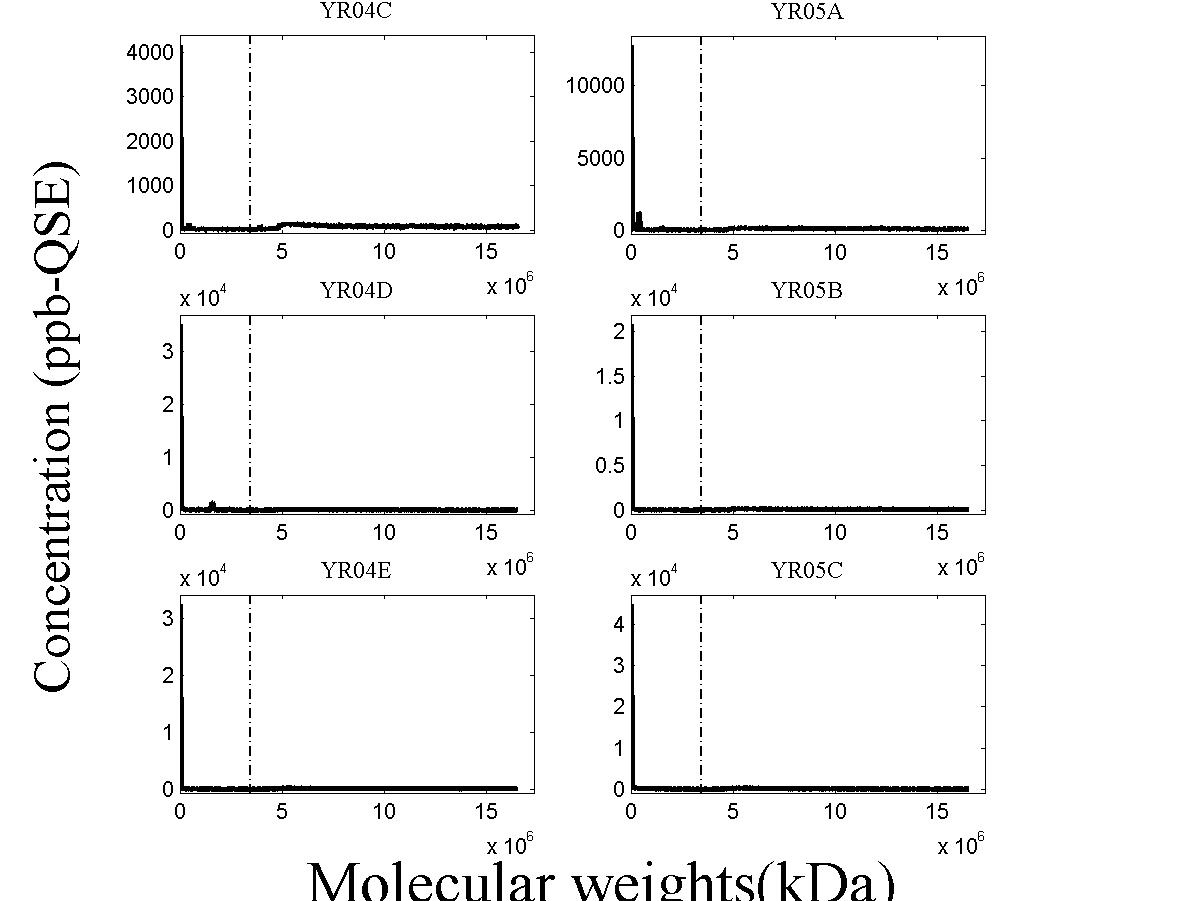 YR04C
YR05A
4000
3000
2000
1000
0
0 5 10 15
x 10^6
10000
5000
0
0 5 10 15
x 10^6
x 10^4
YR04D
3
2
1
0
0 5 10 15
x 10^6
x 10^4
YR05B
2
1.5
1
0.5
0
0 5 10 15
x 10^6
x 10^4
YR04E
3
2
1
0
0 5 10 15
x 10^6
x 10^4
YR05C
4
3
2
1
0
0 5 10 15
x 10^6
Concentration (ppb-QSE)
Molecular weights(kDa)